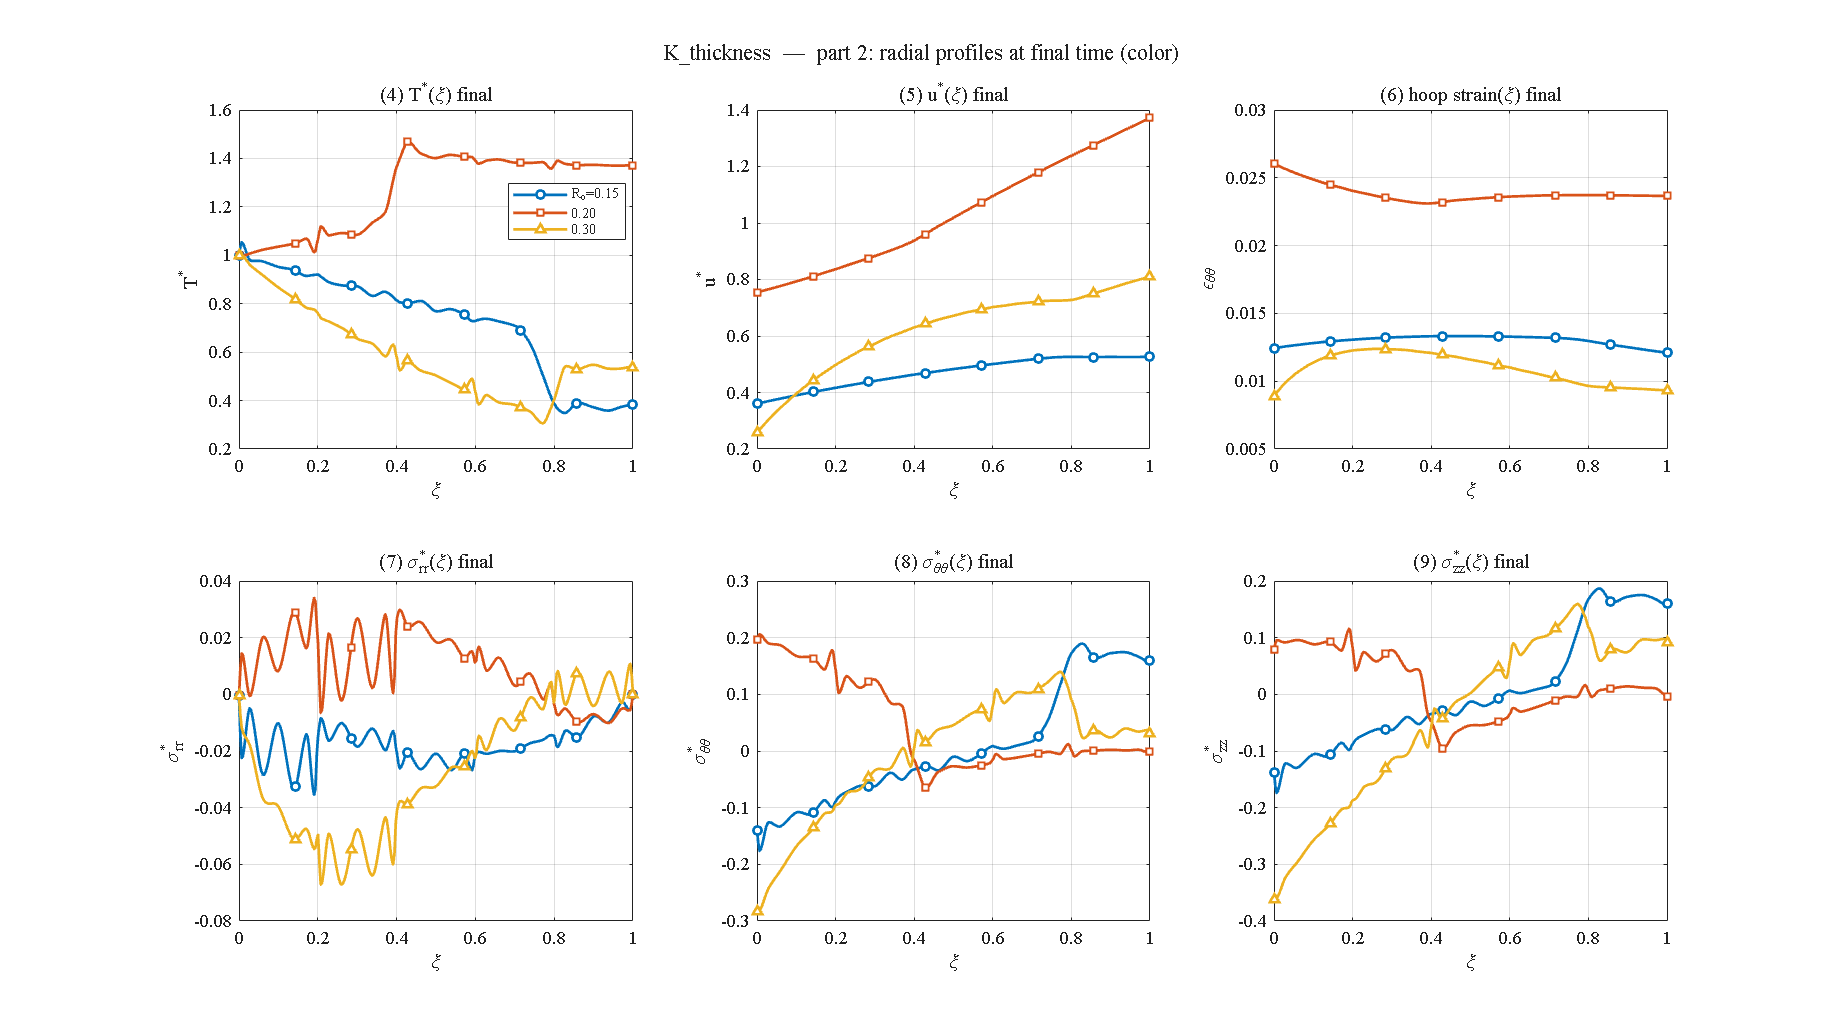 K_thickness — part 2: radial profiles at final time (color)
(4) T*(ξ) final
1.6
1.4
1.2
1
0.8
0.6
0.4
0.2
T*
0 0.2 0.4 0.6 0.8 1
ξ
Ro=0.15
0.20
0.30
(5) u*(ξ) final
1.4
1.2
1
0.8
0.6
0.4
0.2
u*
0 0.2 0.4 0.6 0.8 1
ξ
(6) hoop strain(ξ) final
0.03
0.025
0.02
0.015
0.01
0.005
ϵθθ
0 0.2 0.4 0.6 0.8 1
ξ
(7) σ*rr(ξ) final
0.04
0.02
0
-0.02
-0.04
-0.06
-0.08
σ*rr
0 0.2 0.4 0.6 0.8 1
ξ
(8) σ*θθ(ξ) final
0.3
0.2
0.1
0
-0.1
-0.2
-0.3
σ*θθ
0 0.2 0.4 0.6 0.8 1
ξ
(9) σ*zz(ξ) final
0.2
0.1
0
-0.1
-0.2
-0.3
-0.4
σ*zz
0 0.2 0.4 0.6 0.8 1
ξ